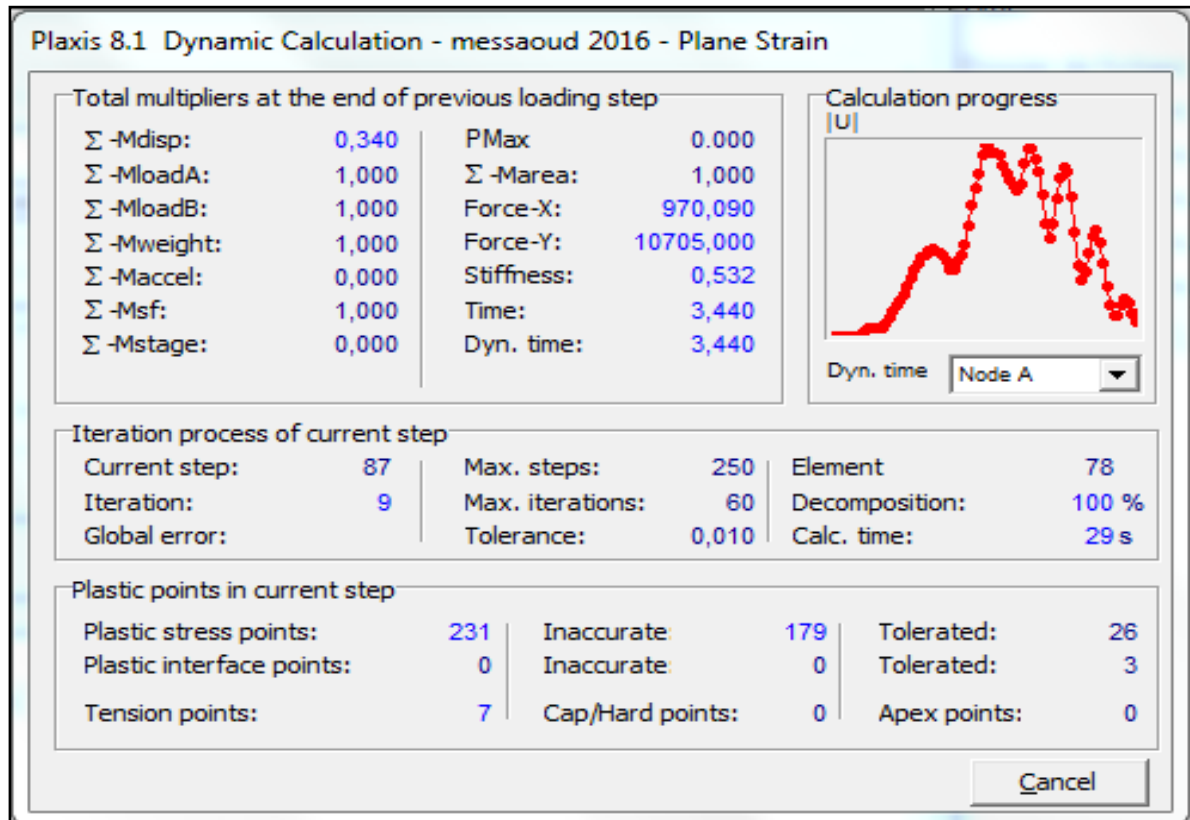 Plaxis 8.1 Dynamic Calculation - messaoud 2016 - Plane Strain
Total multipliers at the end of previous loading step
Σ -Mdisp: 0,340 PMax 0.000
Σ -MloadA: 1,000 Σ -Marea: 1,000
Σ -MloadB: 1,000 Force-X: 970,090
Σ -Mweight: 1,000 Force-Y: 10705,000
Σ -Maccel: 0,000 Stiffness: 0,532
Σ -Msf: 1,000 Time: 3,440
Σ -Mstage: 0,000 Dyn. time: 3,440
Calculation progress
|U|
Dyn. time Node A
Iteration process of current step
Current step: 87 Max. steps: 250 Element 78
Iteration: 9 Max. iterations: 60 Decomposition: 100 %
Global error: Tolerance: 0,010 Calc. time: 29 s
Plastic points in current step
Plastic stress points: 231 Inaccurate: 179 Tolerated: 26
Plastic interface points: 0 Inaccurate: 0 Tolerated: 3
Tension points: 7 Cap/Hard points: 0 Apex points: 0
Cancel